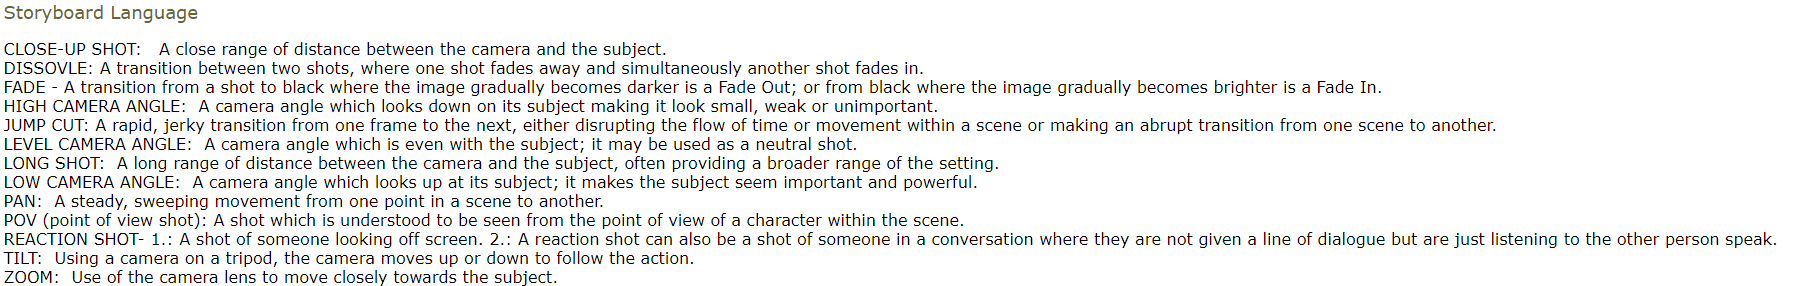 Storyboard Language
CLOSE-UP SHOT:   A close range of distance between the camera and the subject.
DISSOVLE: A transition between two shots, where one shot fades away and simultaneously another shot fades in.
FADE - A transition from a shot to black where the image gradually becomes darker is a Fade Out; or from black where the image gradually becomes brighter is a Fade In.
HIGH CAMERA ANGLE:  A camera angle which looks down on its subject making it look small, weak or unimportant.
JUMP CUT: A rapid, jerky transition from one frame to the next, either disrupting the flow of time or movement within a scene or making an abrupt transition from one scene to another.
LEVEL CAMERA ANGLE:  A camera angle which is even with the subject; it may be used as a neutral shot.
LONG SHOT:  A long range of distance between the camera and the subject, often providing a broader range of the setting.
LOW CAMERA ANGLE:  A camera angle which looks up at its subject; it makes the subject seem important and powerful.
PAN:  A steady, sweeping movement from one point in a scene to another.
POV (point of view shot): A shot which is understood to be seen from the point of view of a character within the scene.
REACTION SHOT- 1.: A shot of someone looking off screen. 2.: A reaction shot can also be a shot of someone in a conversation where they are not given a line of dialogue but are just listening to the other person speak.
TILT:  Using a camera on a tripod, the camera moves up or down to follow the action.
ZOOM:  Use of the camera lens to move closely towards the subject.